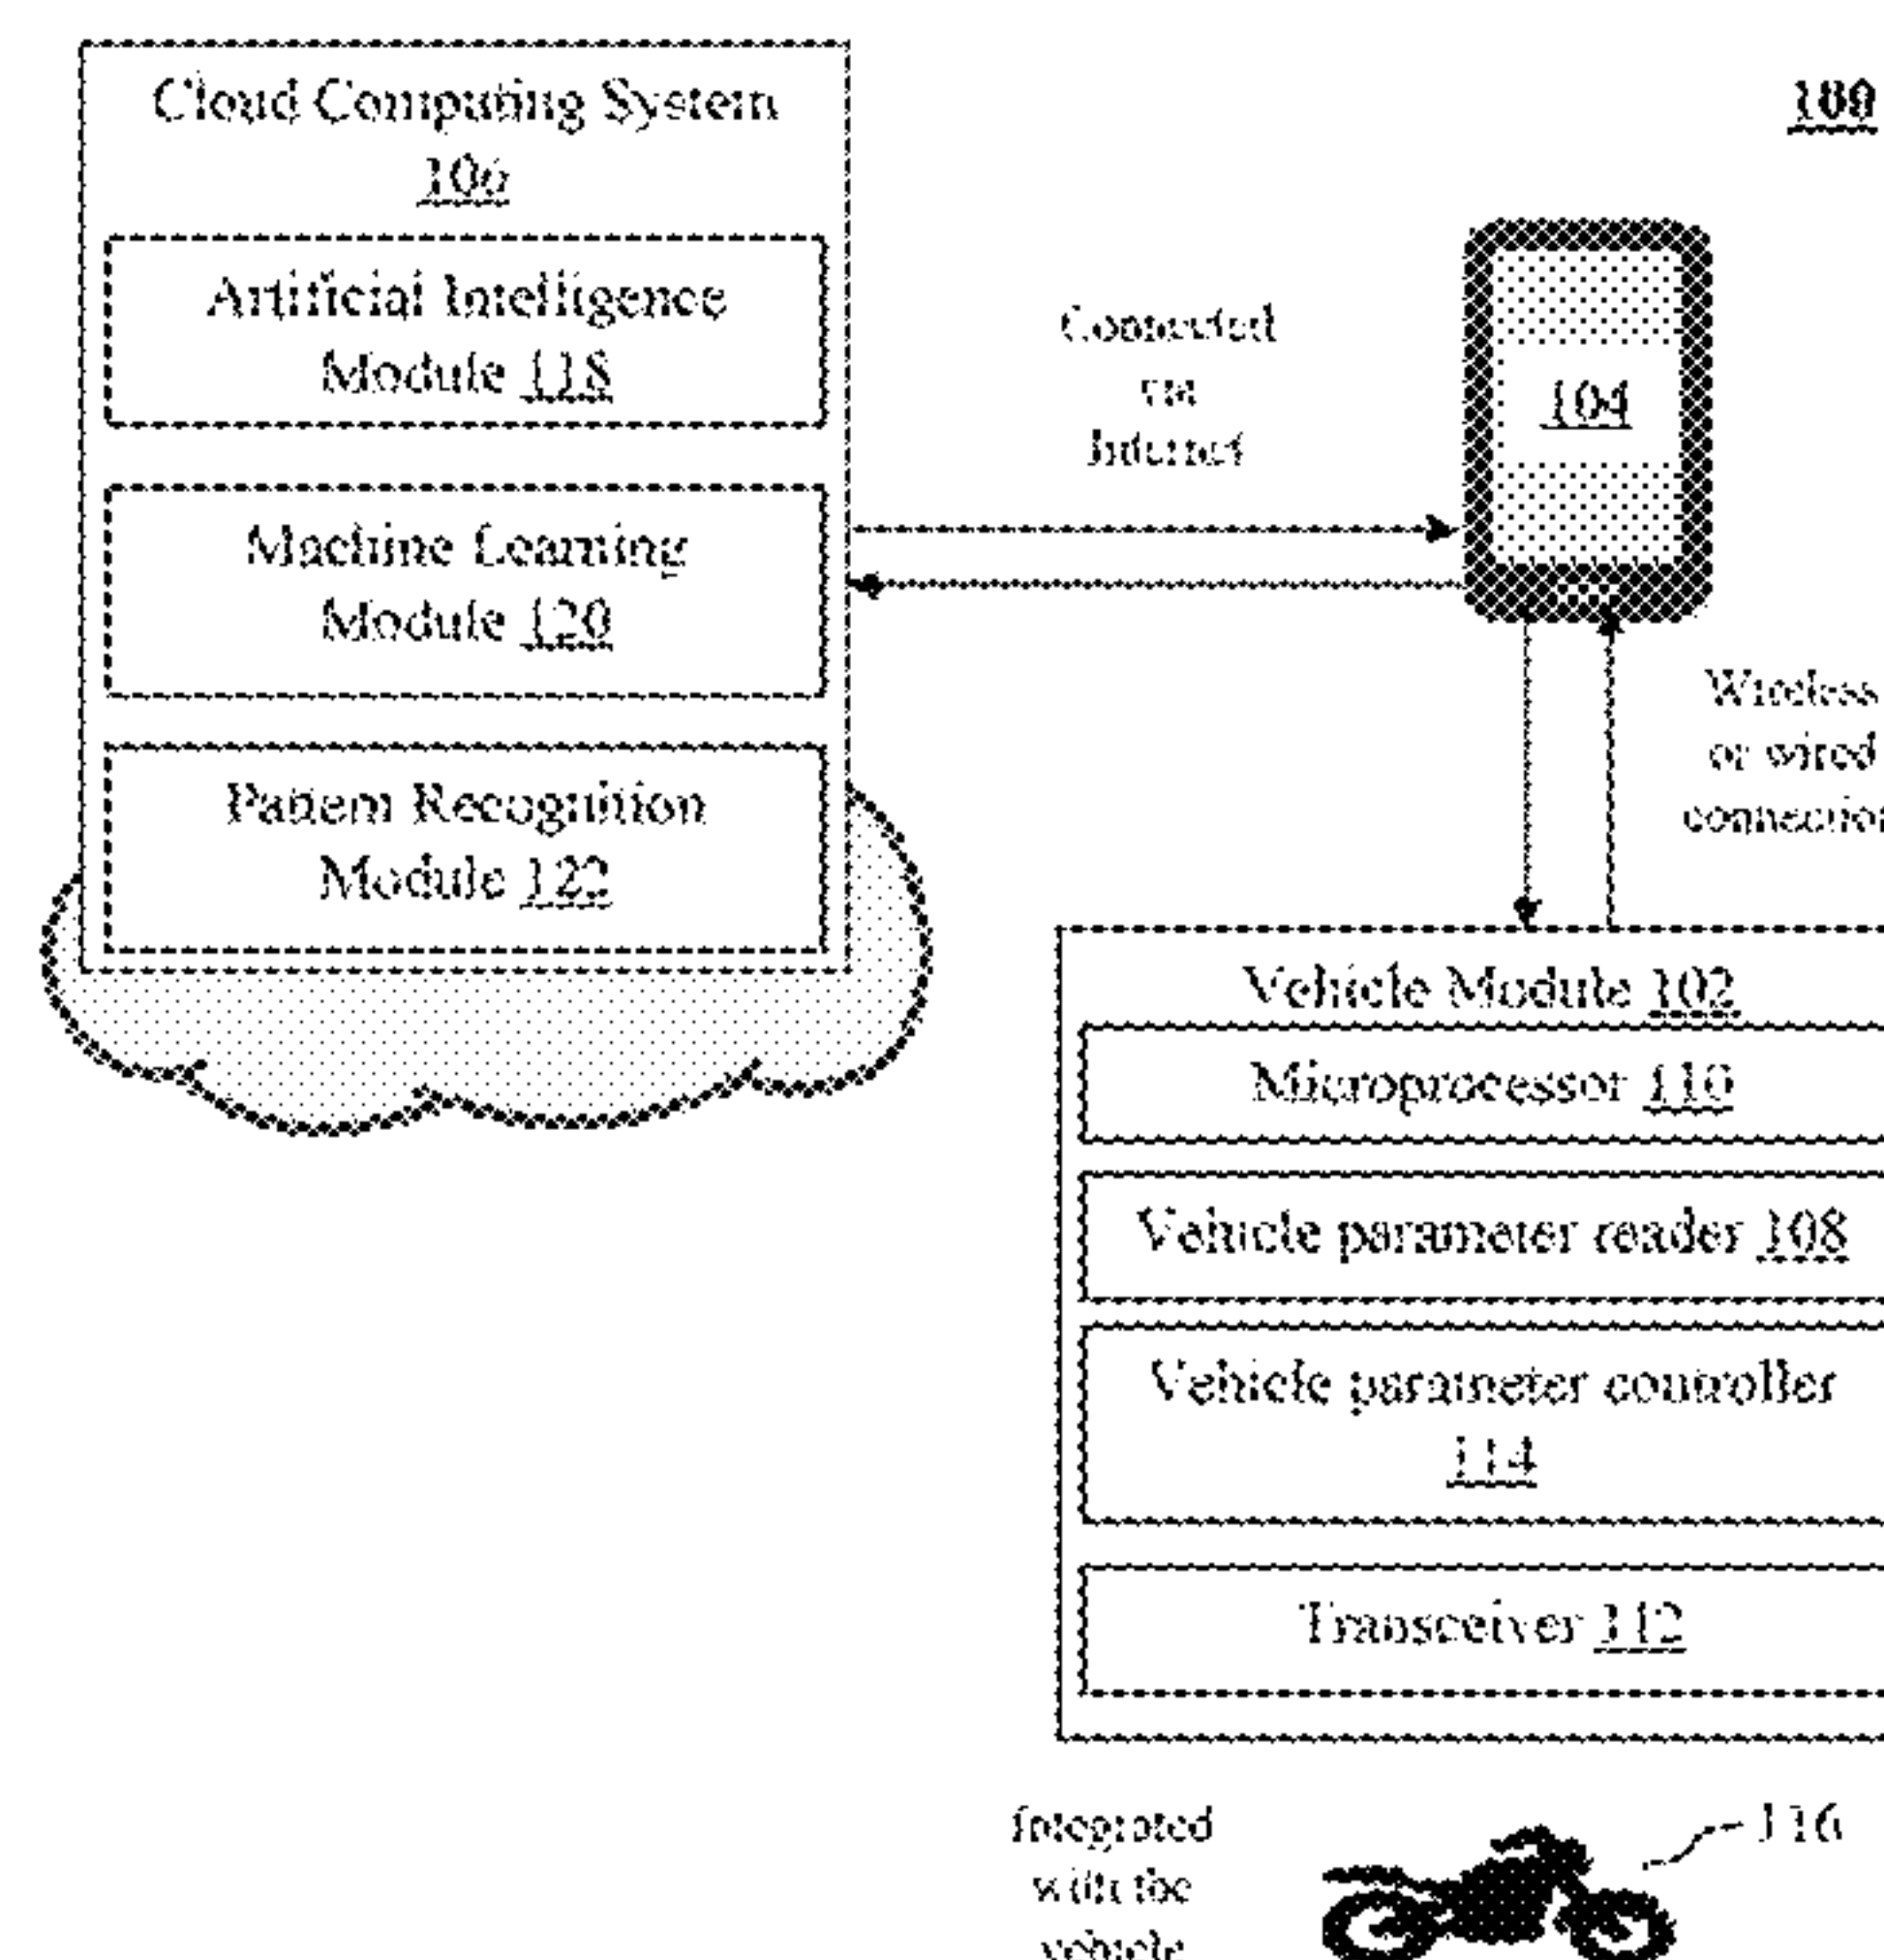 Cloud Computing System
106
Artificial Intelligence
Module 118
Machine Learning
Module 120
Pattern Recognition
Module 122
100
Connected
via
Internet
104
Wireless
or wired
connection
Vehicle Module 102
Microprocessor 110
Vehicle parameter reader 108
Vehicle parameter controller
114
Transceiver 112
Integrated
with the
vehicle
116